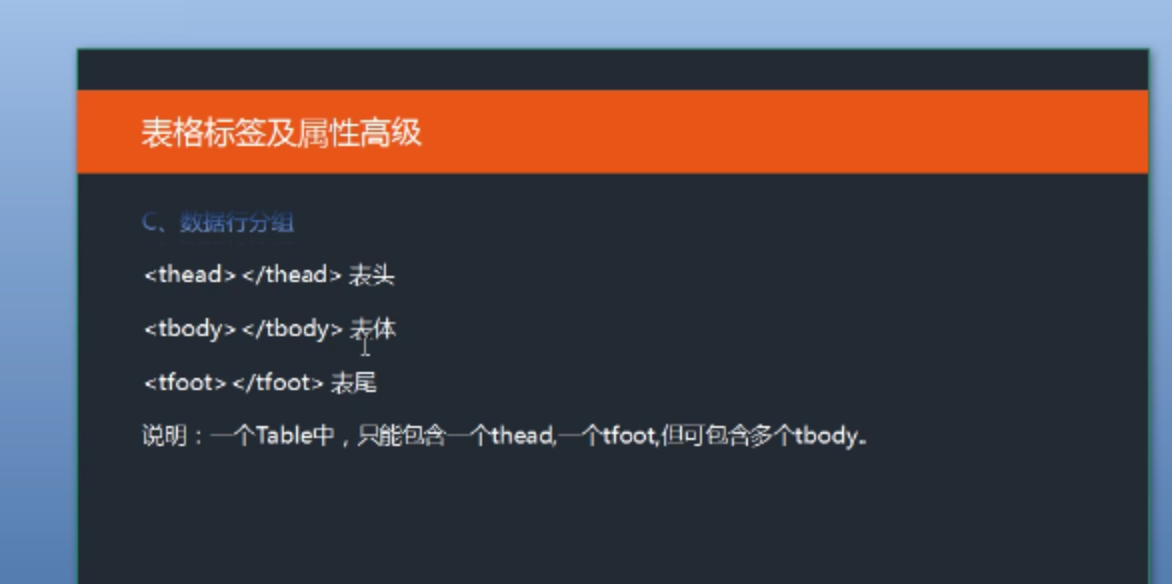 表格标签及属性高级
C、数据行分组
<thead></thead> 表头
<tbody></tbody> 表体
<tfoot></tfoot> 表尾
说明：一个Table中，只能包含一个thead,一个tfoot,但可包含多个tbody。